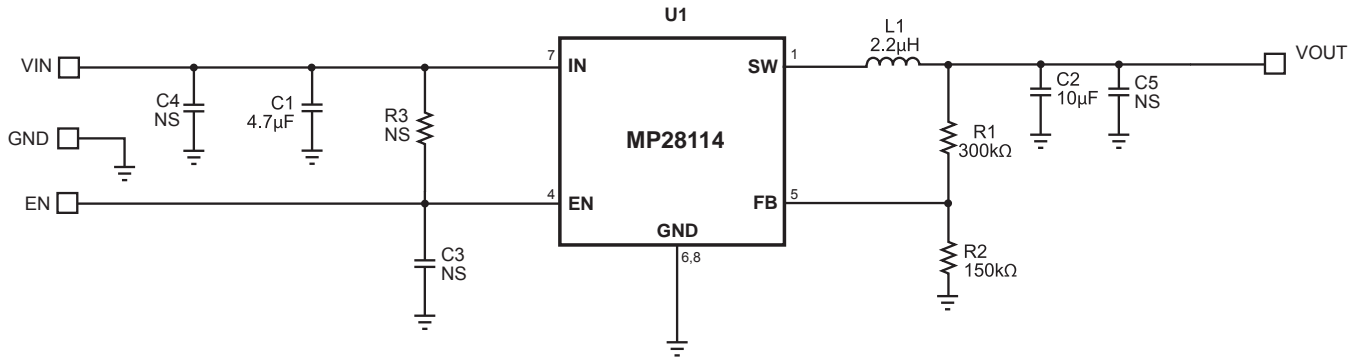 U1
VIN
C4
NS
C1
4.7µF
R3
NS
7
IN
SW
1
L1
2.2µH
C2
10µF
C5
NS
VOUT
GND
MP28114
R1
300kΩ
EN
4
EN
FB
5
GND
6,8
C3
NS
R2
150kΩ